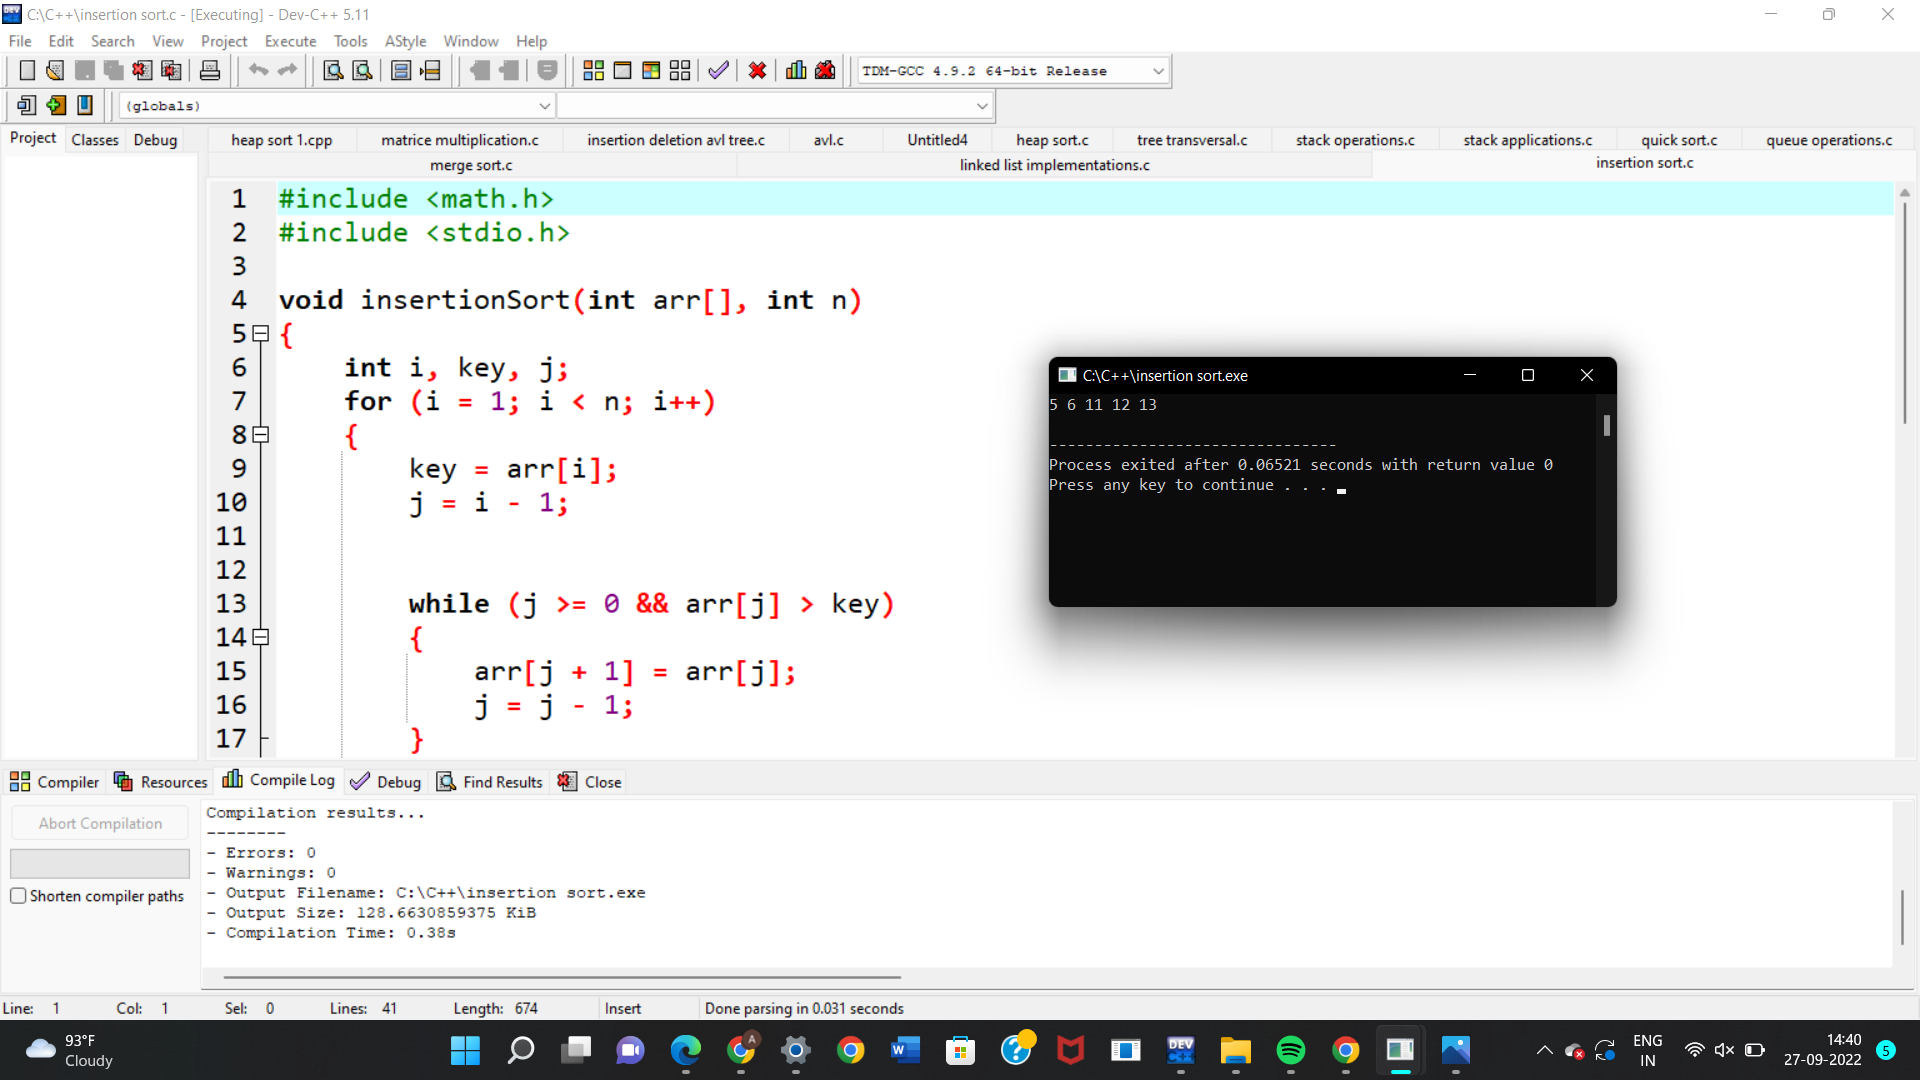 C:\C++\insertion sort.c - [Executing] - Dev-C++ 5.11
File Edit Search View Project Execute Tools AStyle Window Help
TDM-GCC 4.9.2 64-bit Release
(globals)
Project Classes Debug
heap sort 1.cpp matrice multiplication.c insertion deletion avl tree.c avl.c Untitled4 heap sort.c tree transversal.c stack operations.c stack applications.c quick sort.c queue operations.c
merge sort.c linked list implementations.c insertion sort.c
1 #include <math.h>
2 #include <stdio.h>
3
4 void insertionSort(int arr[], int n)
5 {
6 int i, key, j;
7 for (i = 1; i < n; i++)
8 {
9 key = arr[i];
10 j = i - 1;
11
12
13 while (j >= 0 && arr[j] > key)
14 {
15 arr[j + 1] = arr[j];
16 j = j - 1;
17 }
C:\C++\insertion sort.exe
5 6 11 12 13
--------------------------------
Process exited after 0.06521 seconds with return value 0
Press any key to continue . . .
Compiler Resources Compile Log Debug Find Results Close
Abort Compilation
Shorten compiler paths
Compilation results...
--------
- Errors: 0
- Warnings: 0
- Output Filename: C:\C++\insertion sort.exe
- Output Size: 128.6630859375 KiB
- Compilation Time: 0.38s
Line: 1 Col: 1 Sel: 0 Lines: 41 Length: 674 Insert Done parsing in 0.031 seconds
93°F
Cloudy
A
W
DEV
C++
ENG
IN
14:40
27-09-2022
5